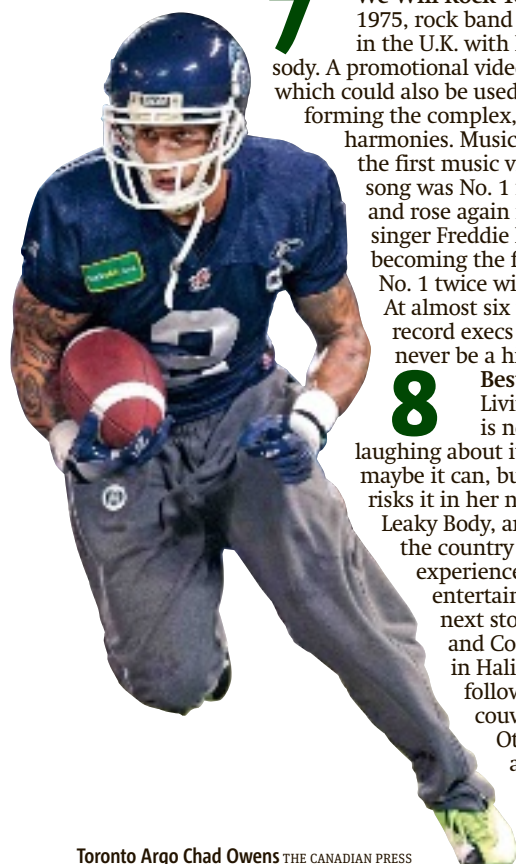 7
1975, rock band
in the U.K. with
sody. A promotional vide
which could also be used
forming the complex,
harmonies. Music
the first music v
song was No. 1
and rose again
singer Freddie
becoming the f
No. 1 twice wi
At almost six
record execs
never be a h
8 Best
Livi
is n
laughing about i
maybe it can, bu
risks it in her n
Leaky Body, a
the country
experience
entertain
next sto
and Co
in Hali
follow
couv
Ot
a
2
Toronto Argo Chad Owens THE CANADIAN PRESS